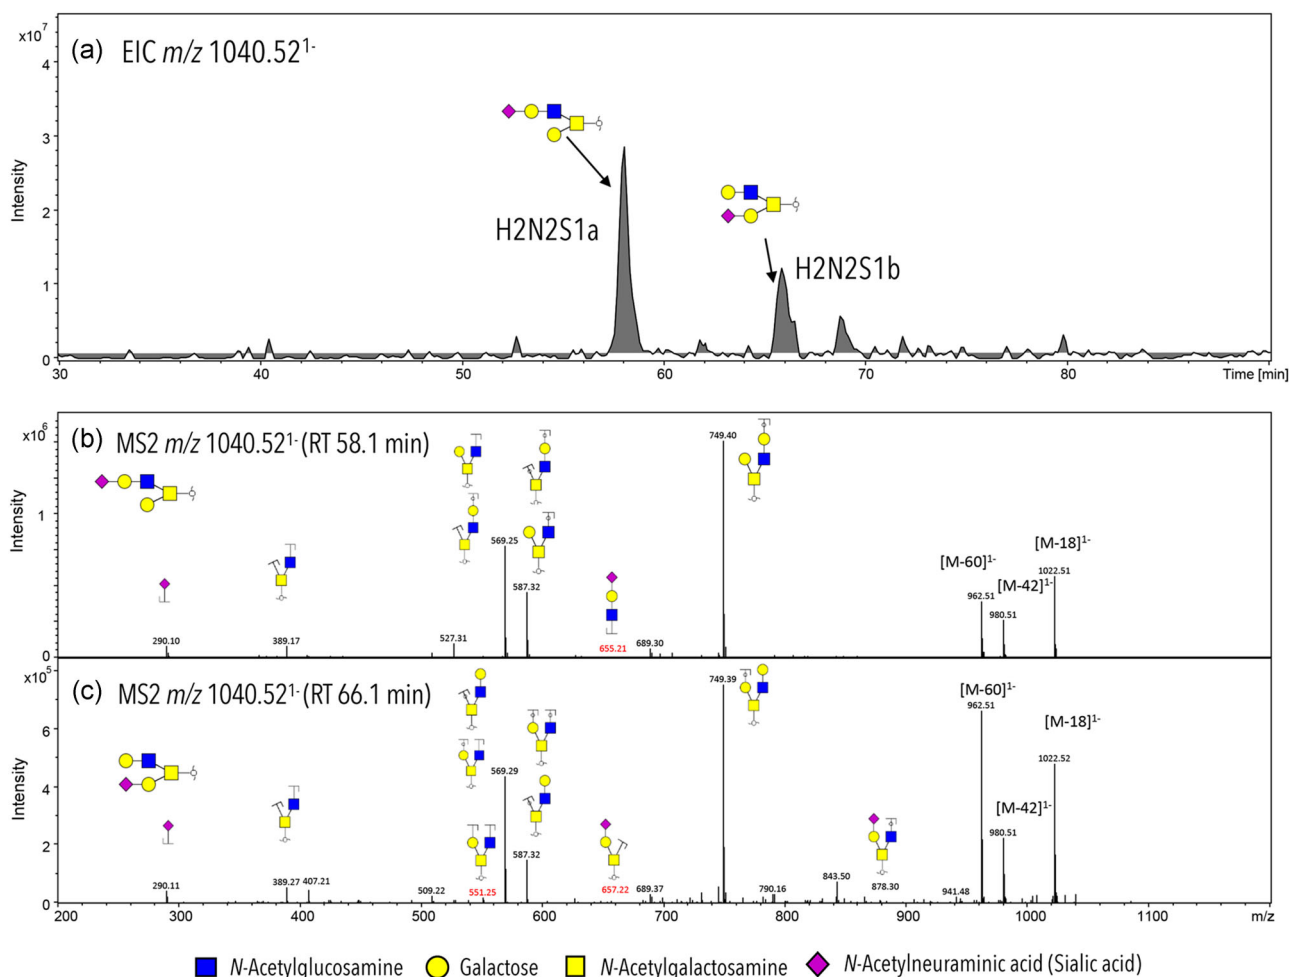 (a) EIC m/z 1040.52¹⁻
x10⁷
4
3
2
1
0
Intensity
H2N2S1a
H2N2S1b
30
40
50
60
70
80
Time [min]
(b) MS2 m/z 1040.52¹⁻ (RT 58.1 min)
x10⁶
1
0
Intensity
290.10
389.17
527.31
569.25
587.32
655.21
689.30
749.40
[M-60]¹⁻
962.51
[M-42]¹⁻
980.51
[M-18]¹⁻
1022.51
(c) MS2 m/z 1040.52¹⁻ (RT 66.1 min)
x10⁵
6
4
2
0
Intensity
290.11
389.27
407.21
509.22
551.25
569.29
587.32
657.22
689.37
749.39
790.16
843.50
878.30
941.48
[M-60]¹⁻
962.51
[M-42]¹⁻
980.51
[M-18]¹⁻
1022.52
200
300
400
500
600
700
800
900
1000
1100
m/z
N-Acetylglucosamine
Galactose
N-Acetylgalactosamine
N-Acetylneuraminic acid (Sialic acid)